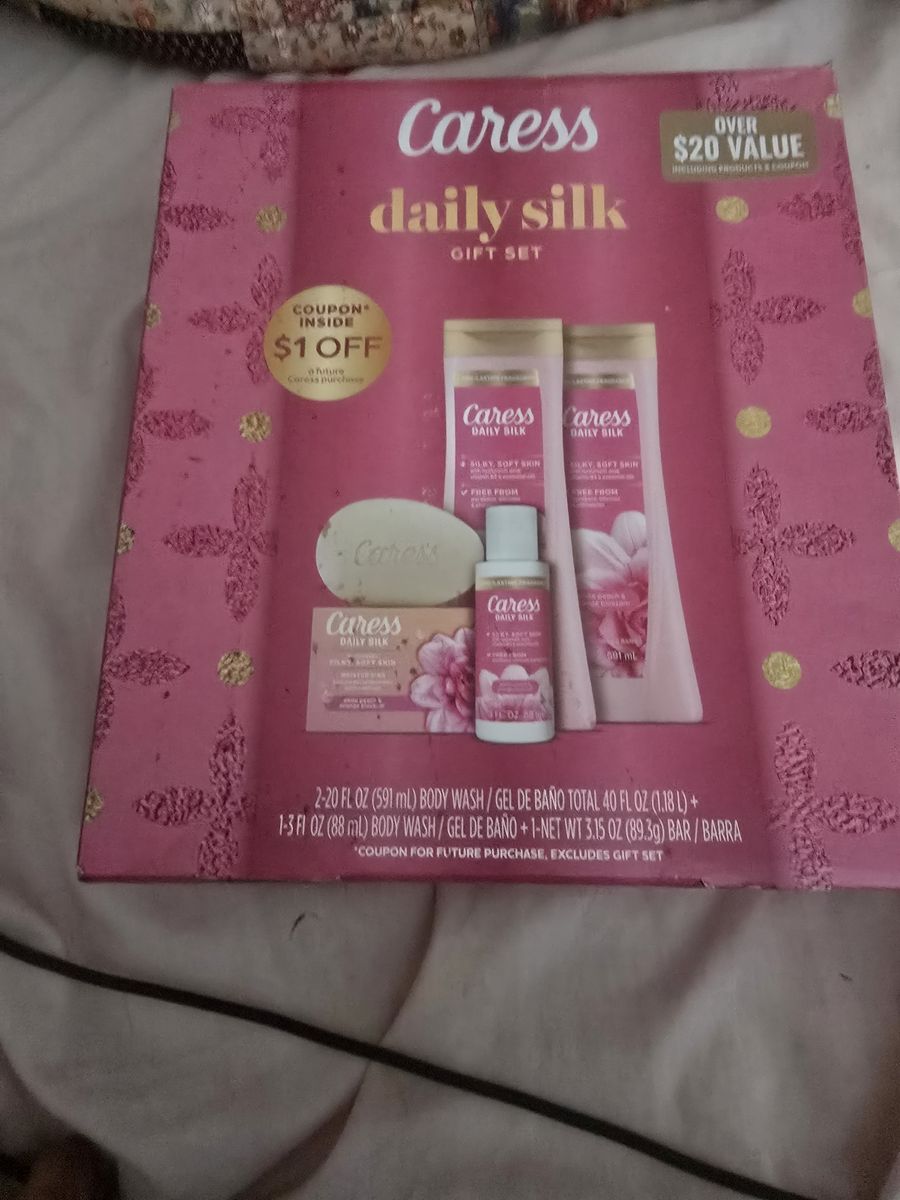 Caress
OVER
$20 VALUE
INCLUDING PRODUCTS & COUPON
daily silk
GIFT SET
COUPON*
INSIDE
$1 OFF
a future
Caress purchase
Caress
DAILY SILK
SILKY, SOFT SKIN
FREE FROM
Caress
DAILY SILK
SILKY, SOFT SKIN
FREE FROM
591 mL
Caress
Caress
DAILY SILK
SILKY, SOFT SKIN
Caress
DAILY SILK
2-20 FL OZ (591 mL) BODY WASH / GEL DE BAÑO TOTAL 40 FL OZ (1.18 L) +
1-3 Fl OZ (88 mL) BODY WASH / GEL DE BAÑO + 1-NET WT 3.15 OZ (89.3g) BAR / BARRA
*COUPON FOR FUTURE PURCHASE, EXCLUDES GIFT SET